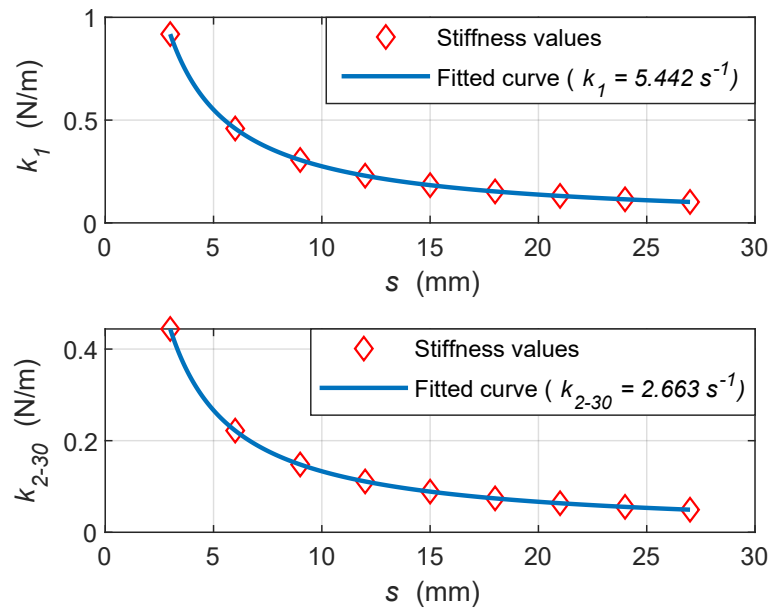 1
Stiffness values
Fitted curve ( k₁ = 5.442 s⁻¹)
0.5
k₁ (N/m)
0
0 5 10 15 20 25 30
s (mm)
0.4
Stiffness values
Fitted curve ( k₂₋₃₀ = 2.663 s⁻¹)
0.2
k₂₋₃₀ (N/m)
0
0 5 10 15 20 25 30
s (mm)